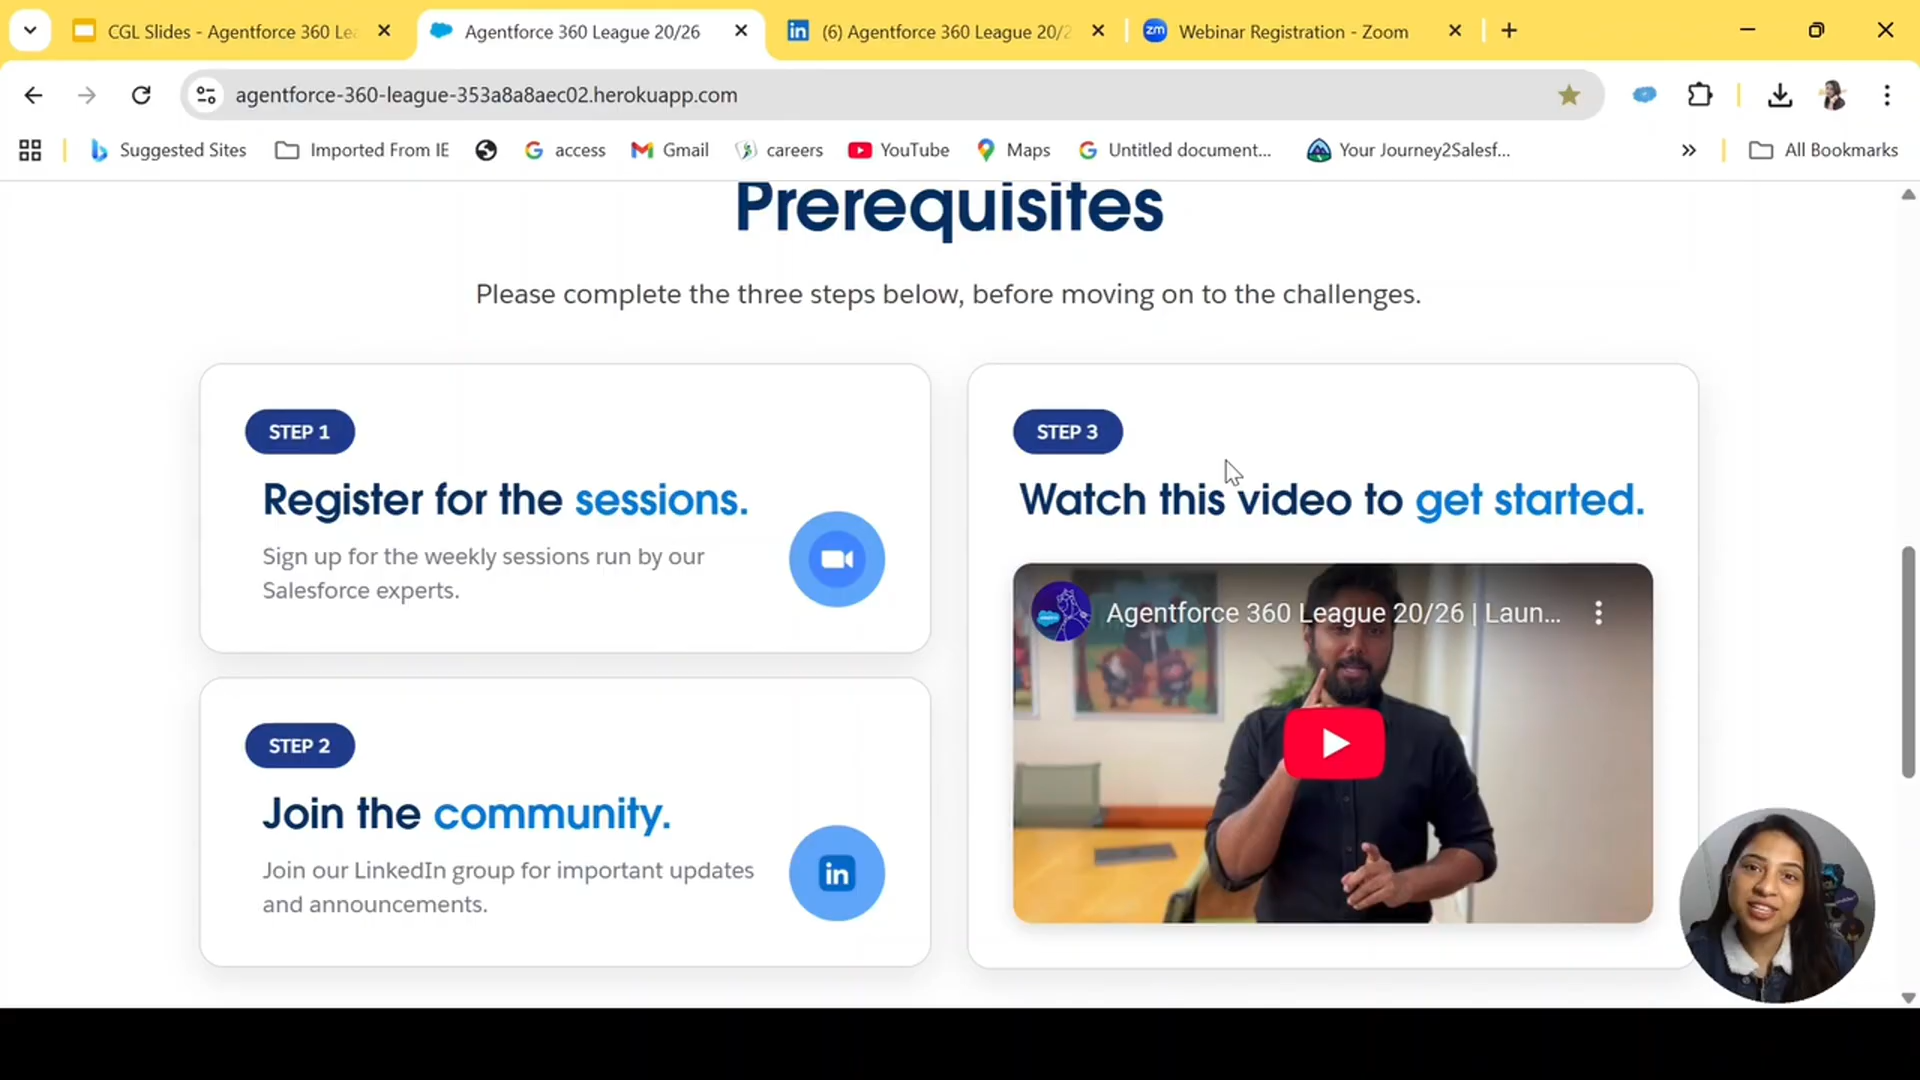 CGL Slides - Agentforce 360 Le
Agentforce 360 League 20/26
(6) Agentforce 360 League 20/2
zm
Webinar Registration - Zoom
agentforce-360-league-353a8a8aec02.herokuapp.com
Suggested Sites
Imported From IE
access
Gmail
careers
YouTube
Maps
Untitled document...
Your Journey2Salesf...
All Bookmarks
Prerequisites
Please complete the three steps below, before moving on to the challenges.
STEP 1
Register for the sessions.
Sign up for the weekly sessions run by our
Salesforce experts.
STEP 2
Join the community.
Join our LinkedIn group for important updates
and announcements.
in
STEP 3
Watch this video to get started.
Agentforce 360 League 20/26 | Laun...